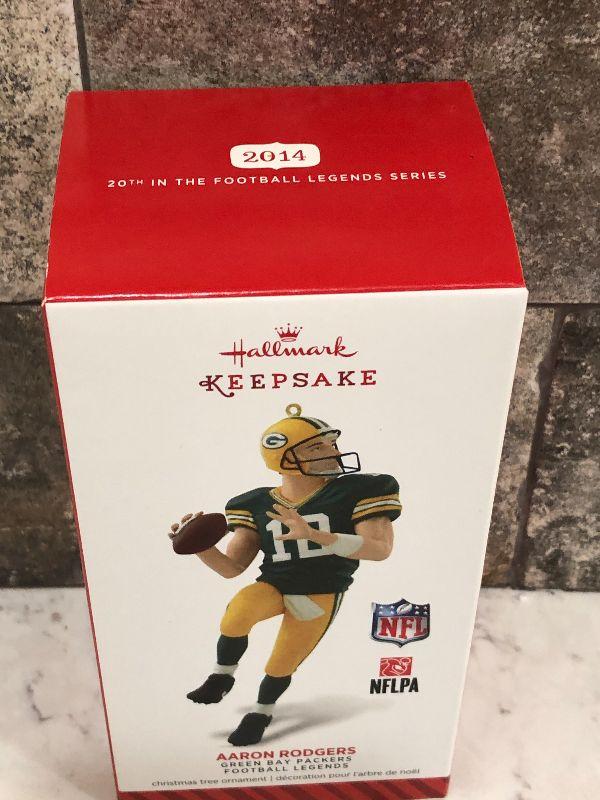 2014
20TH IN THE FOOTBALL LEGENDS SERIES
Hallmark
KEEPSAKE
G
12
NFL
NFLPA
AARON RODGERS
GREEN BAY PACKERS
FOOTBALL LEGENDS
christmas tree ornament | décoration pour l'arbre de noël